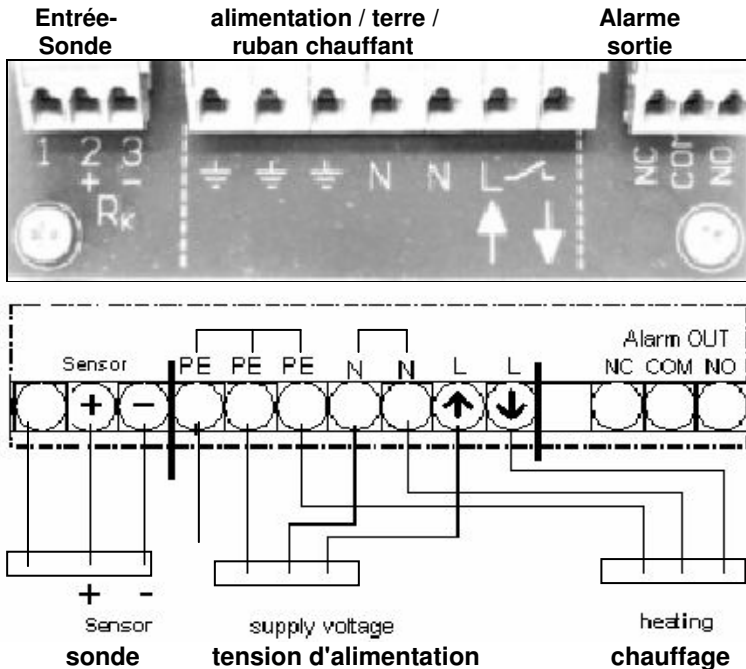 Entrée-
Sonde
alimentation / terre /
ruban chauffant
Alarme
sortie
1 2 3 N N L NC COM NO
+ -
RK
Alarm OUT
Sensor PE PE PE N N L L NC COM NO
+ -
+ -
Sensor supply voltage heating
sonde tension d'alimentation chauffage